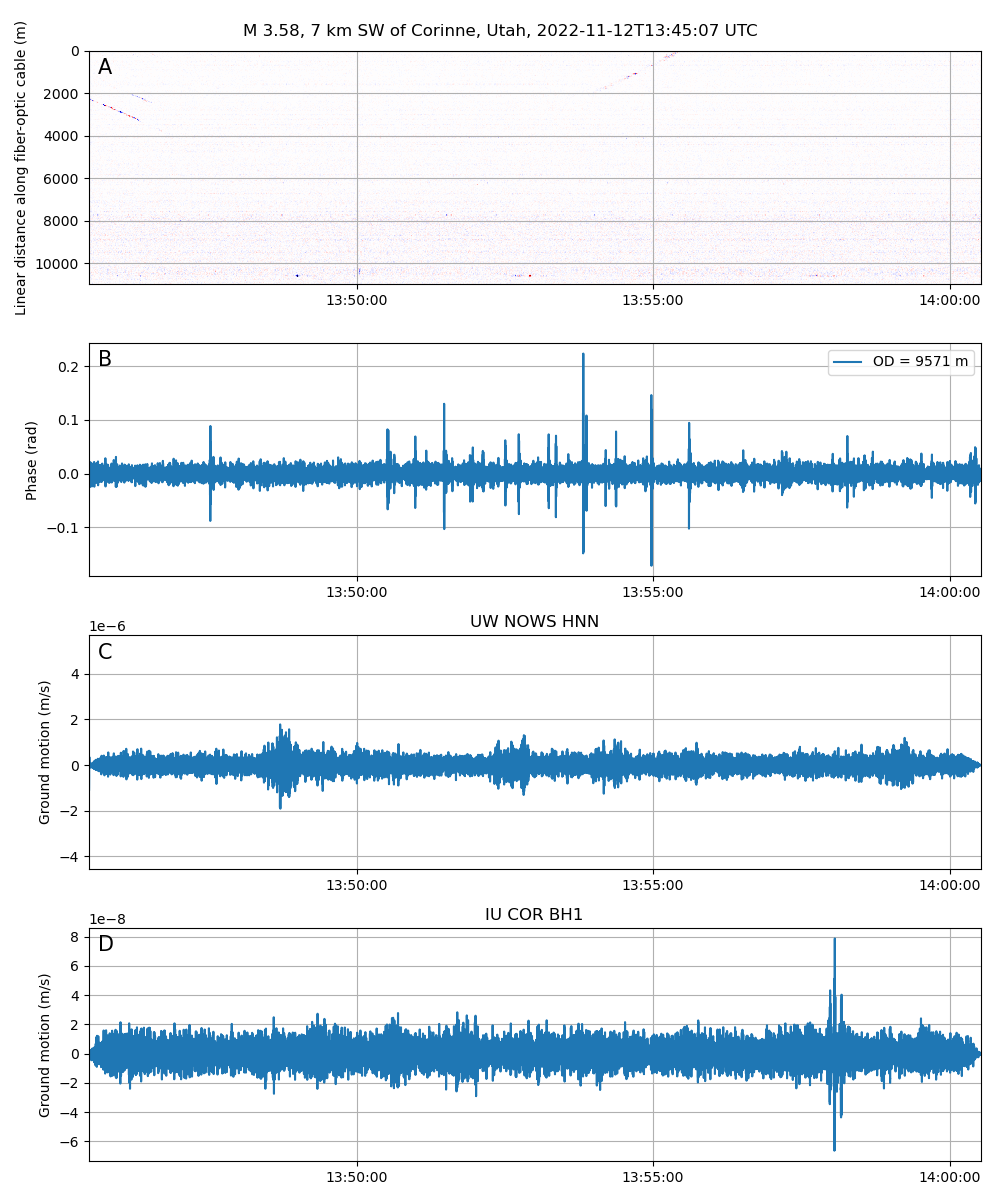 M 3.58, 7 km SW of Corinne, Utah, 2022-11-12T13:45:07 UTC
A
Linear distance along fiber-optic cable (m)
0
2000
4000
6000
8000
10000
13:50:00 13:55:00 14:00:00
B
OD = 9571 m
Phase (rad)
0.2
0.1
0.0
−0.1
13:50:00 13:55:00 14:00:00
UW NOWS HNN
1e−6
C
Ground motion (m/s)
4
2
0
−2
−4
13:50:00 13:55:00 14:00:00
IU COR BH1
1e−8
D
Ground motion (m/s)
8
6
4
2
0
−2
−4
−6
13:50:00 13:55:00 14:00:00